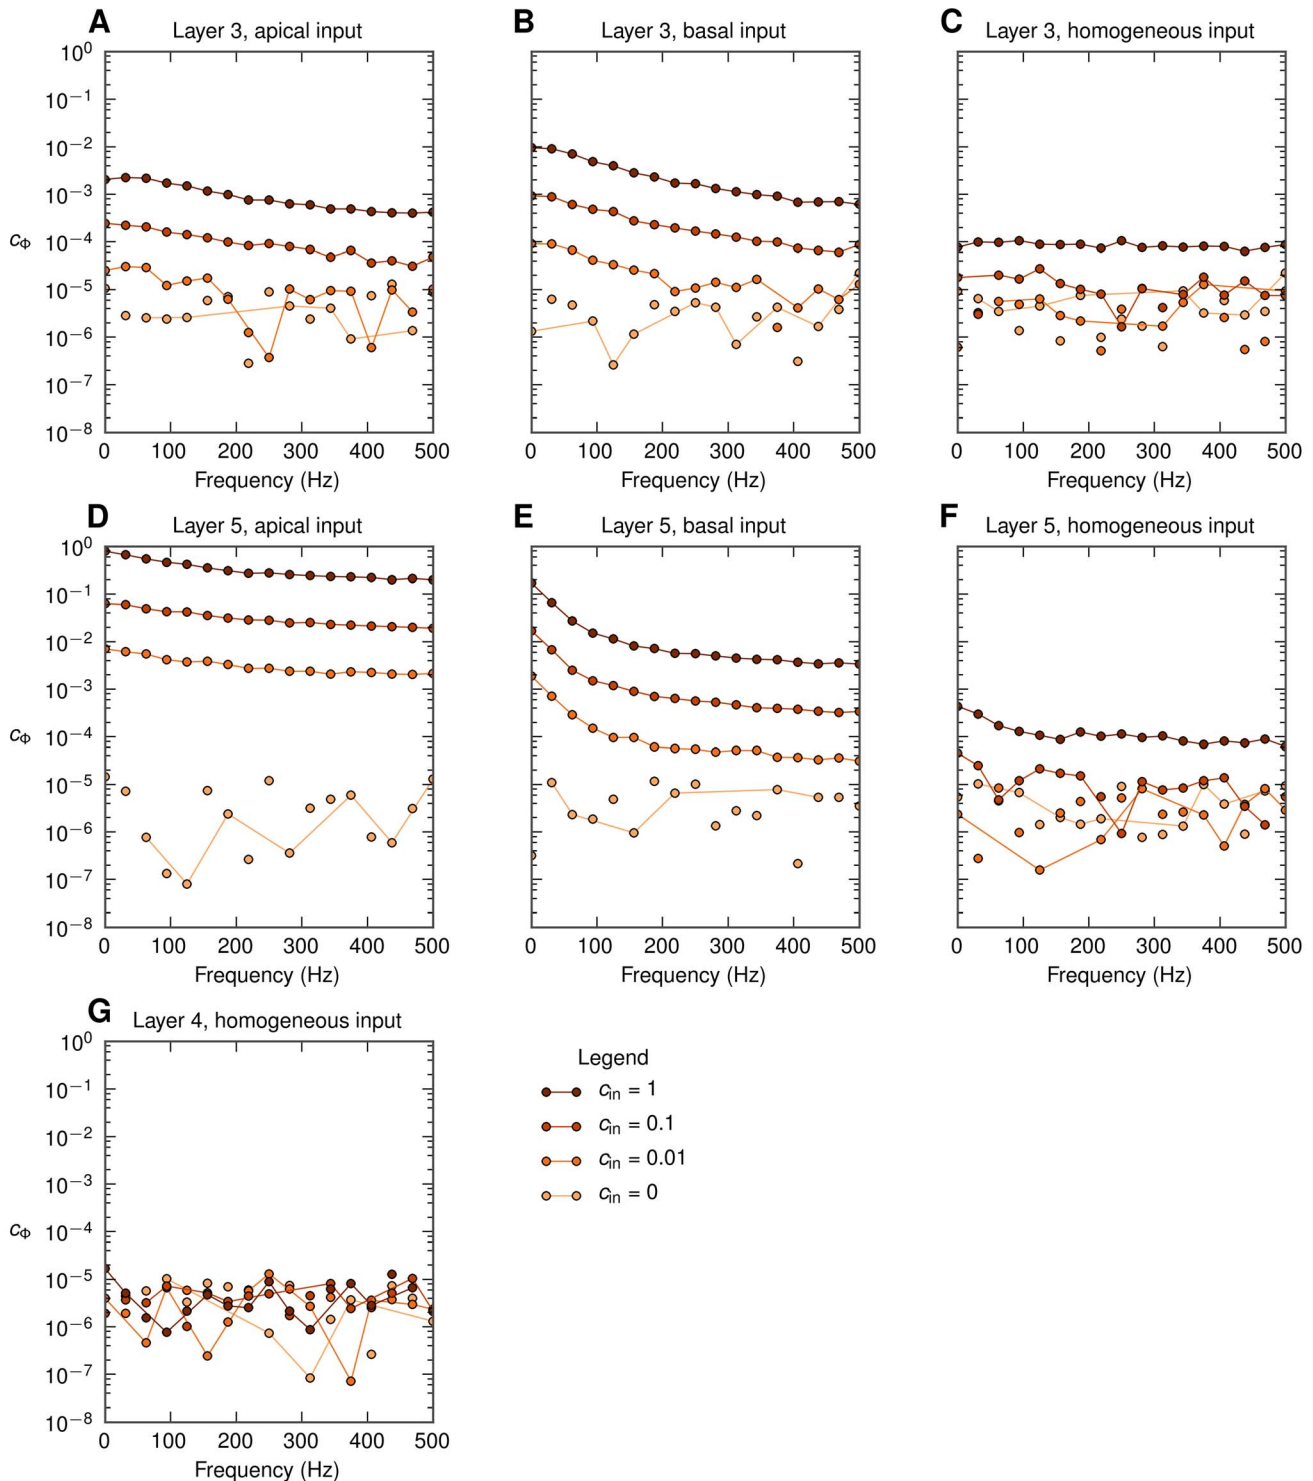 A Layer 3, apical input
B Layer 3, basal input
C Layer 3, homogeneous input
10⁰
10⁻¹
10⁻²
10⁻³
10⁻⁴
10⁻⁵
10⁻⁶
10⁻⁷
10⁻⁸
cΦ
0 100 200 300 400 500
Frequency (Hz)
0 100 200 300 400 500
Frequency (Hz)
0 100 200 300 400 500
Frequency (Hz)
D Layer 5, apical input
E Layer 5, basal input
F Layer 5, homogeneous input
10⁰
10⁻¹
10⁻²
10⁻³
10⁻⁴
10⁻⁵
10⁻⁶
10⁻⁷
10⁻⁸
cΦ
0 100 200 300 400 500
Frequency (Hz)
0 100 200 300 400 500
Frequency (Hz)
0 100 200 300 400 500
Frequency (Hz)
G Layer 4, homogeneous input
10⁰
10⁻¹
10⁻²
10⁻³
10⁻⁴
10⁻⁵
10⁻⁶
10⁻⁷
10⁻⁸
cΦ
0 100 200 300 400 500
Frequency (Hz)
Legend
cin = 1
cin = 0.1
cin = 0.01
cin = 0